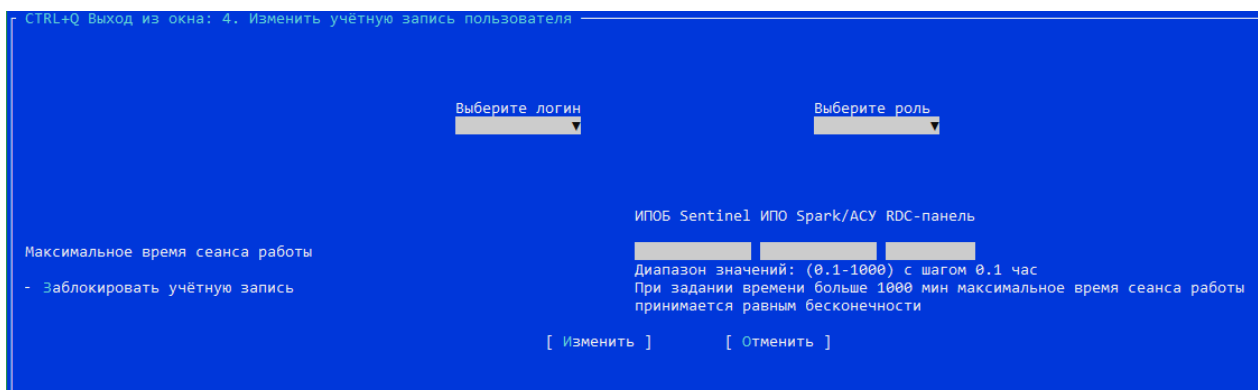 CTRL+Q Выход из окна: 4. Изменить учётную запись пользователя
Выберите логин Выберите роль
ИПОБ Sentinel ИПО Spark/АСУ RDC-панель
Максимальное время сеанса работы
Диапазон значений: (0.1-1000) с шагом 0.1 час
- Заблокировать учётную запись При задании времени больше 1000 мин максимальное время сеанса работы
принимается равным бесконечности
[ Изменить ] [ Отменить ]